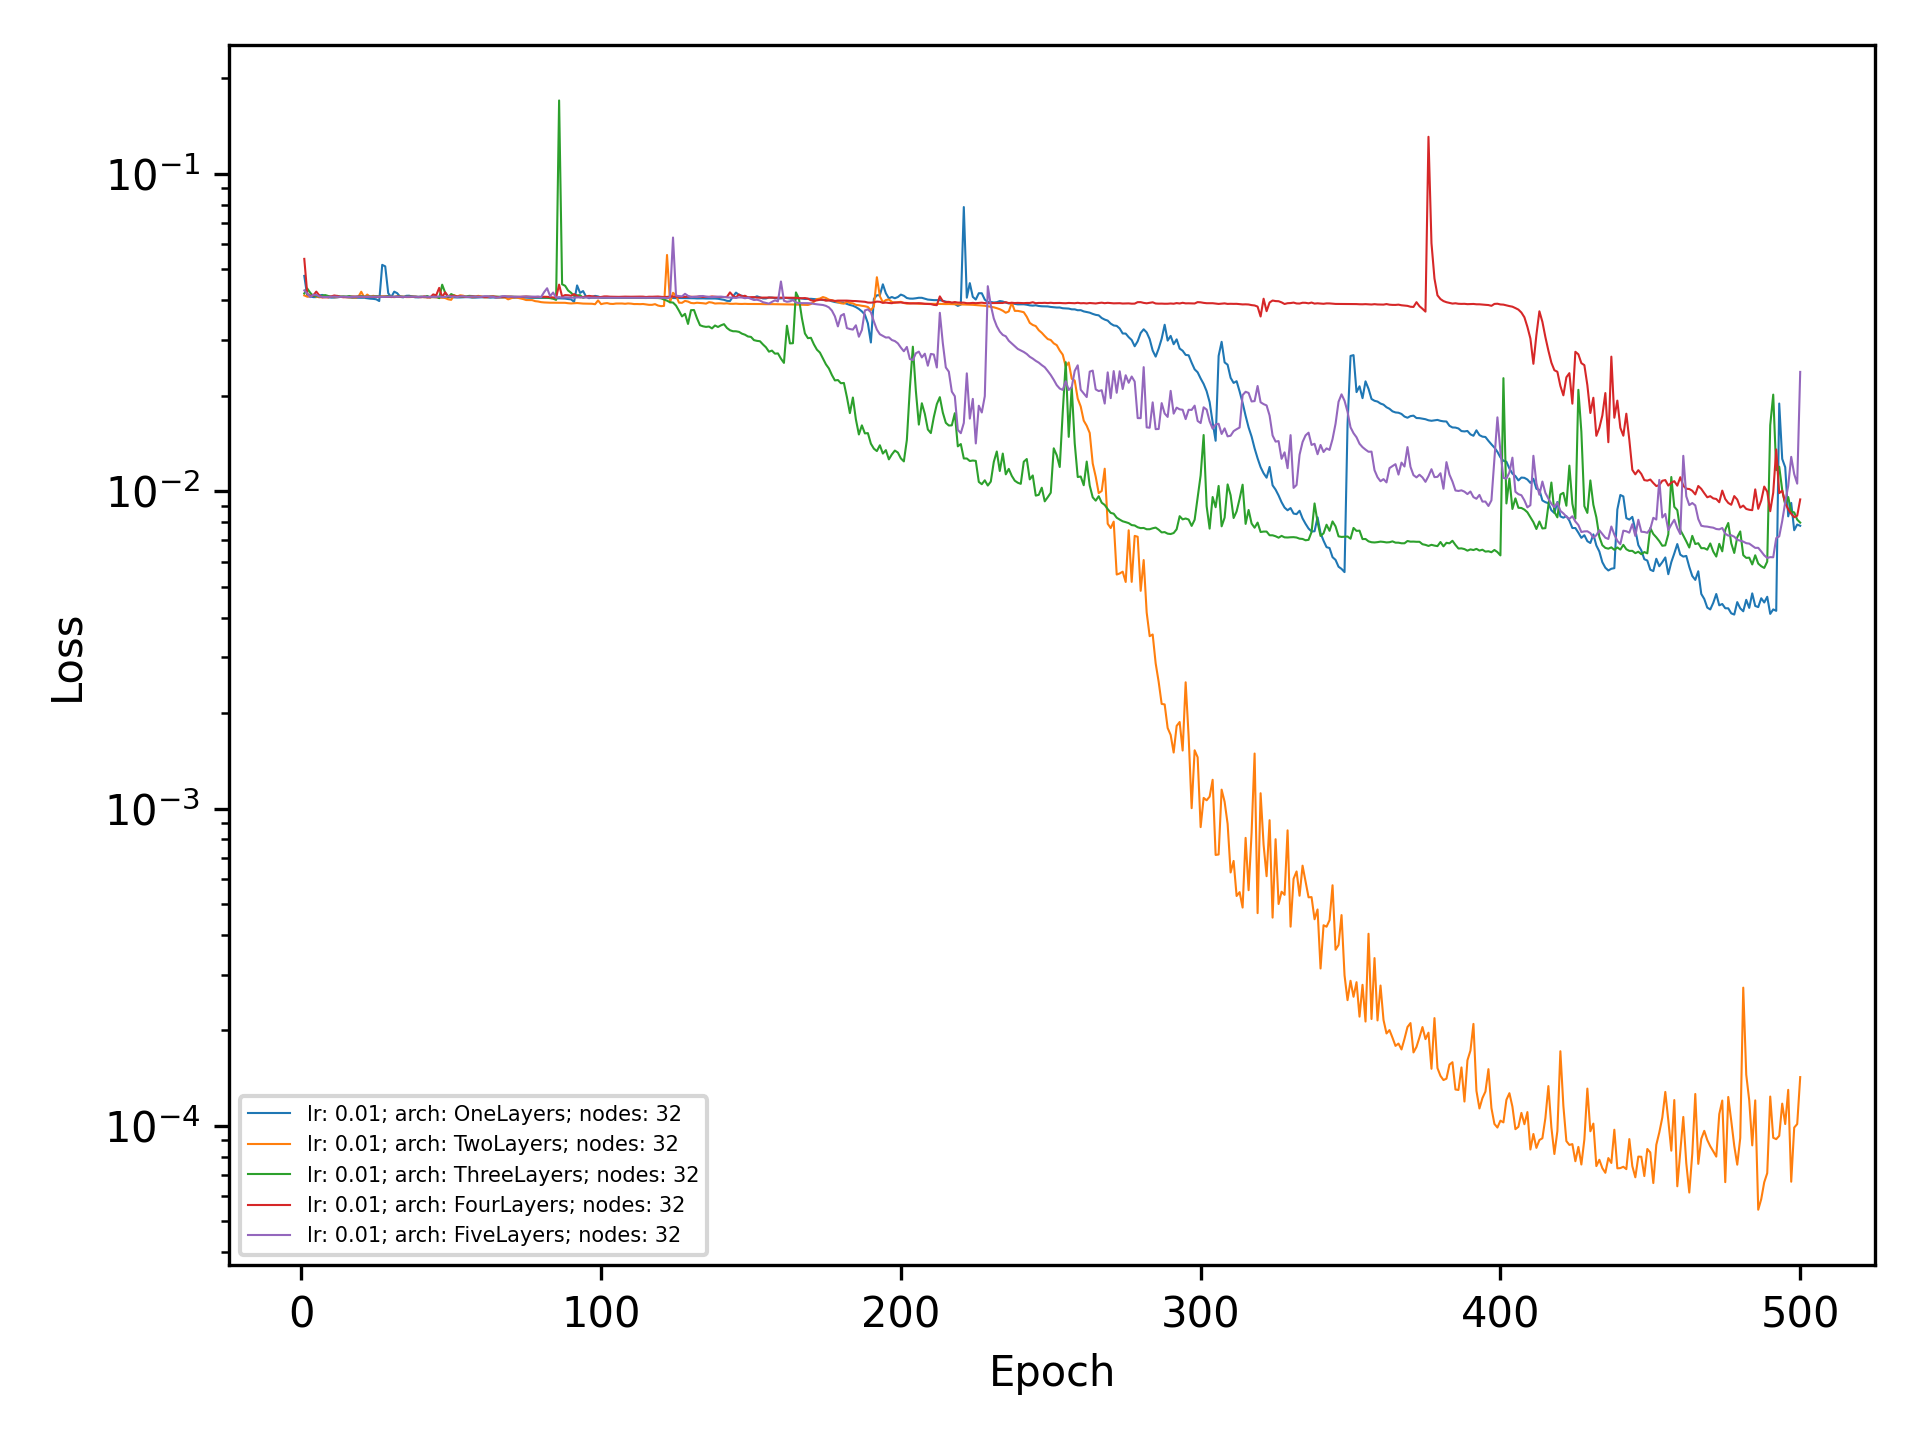 10⁻¹
10⁻²
10⁻³
10⁻⁴
Loss
lr: 0.01; arch: OneLayers; nodes: 32
lr: 0.01; arch: TwoLayers; nodes: 32
lr: 0.01; arch: ThreeLayers; nodes: 32
lr: 0.01; arch: FourLayers; nodes: 32
lr: 0.01; arch: FiveLayers; nodes: 32
0 100 200 300 400 500
Epoch